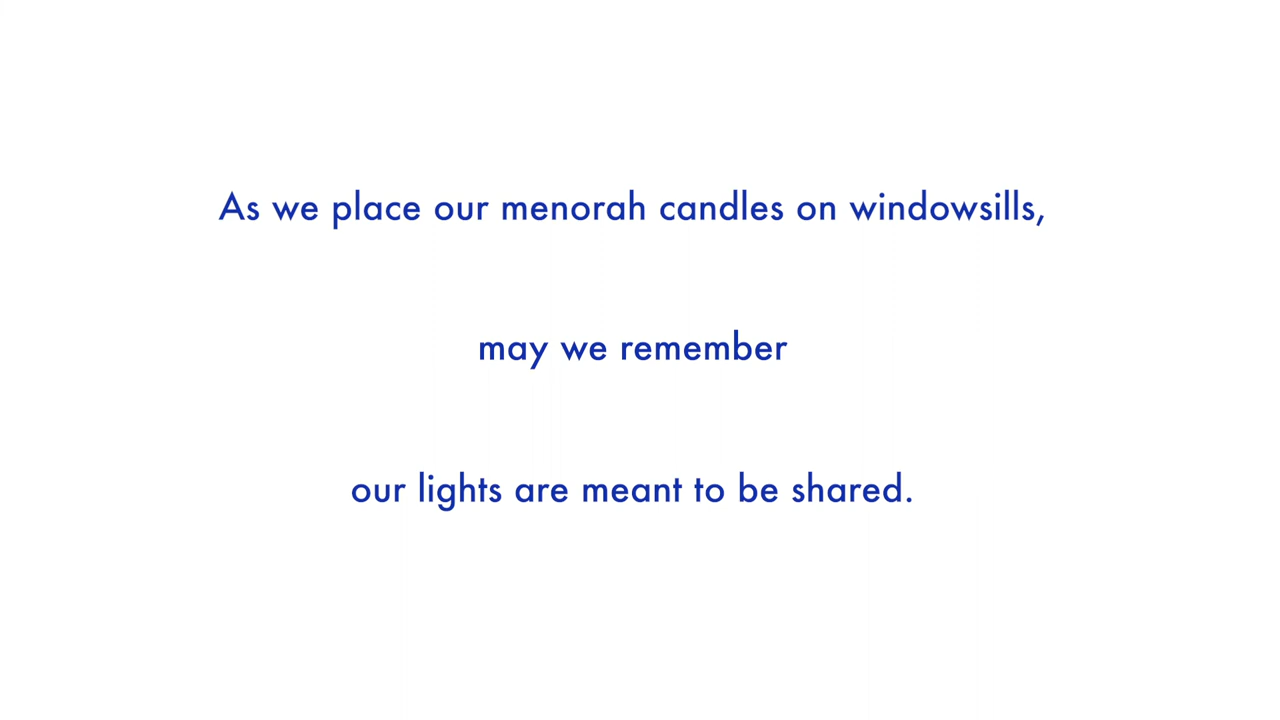 As we place our menorah candles on windowsills,
may we remember
our lights are meant to be shared.